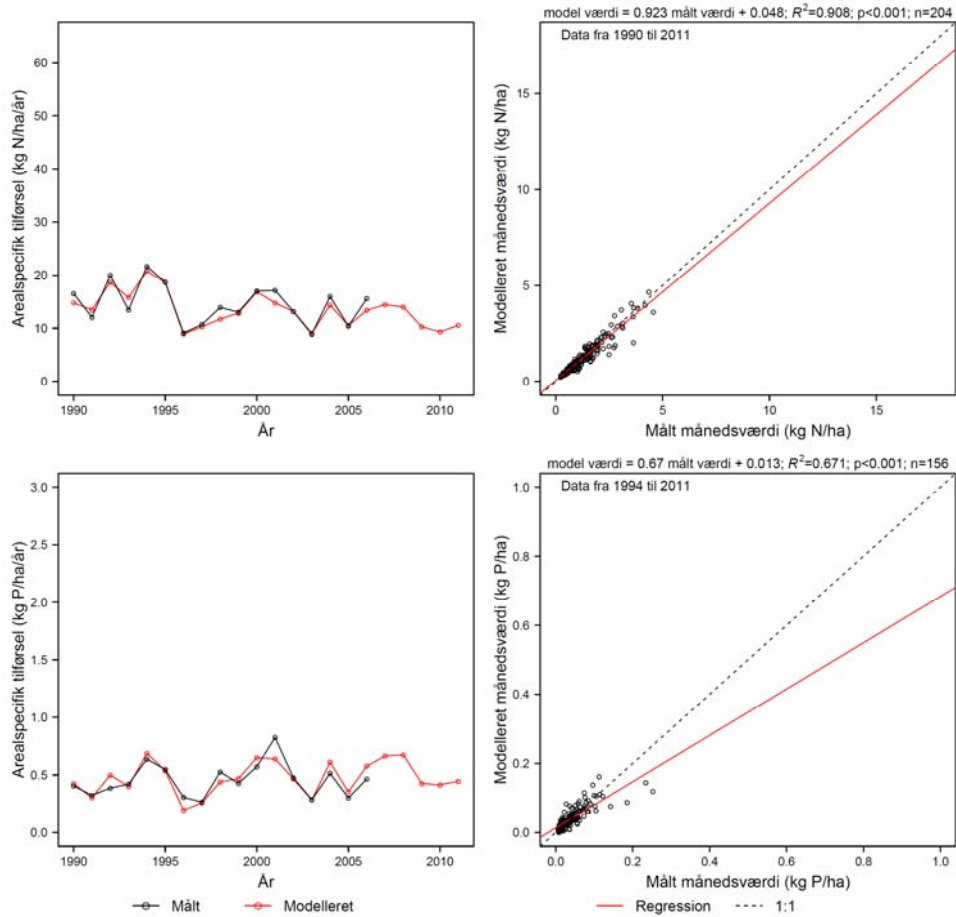 model værdi = 0.923 målt værdi + 0.048; R²=0.908; p<0.001; n=204
Arealspecifik tilførsel (kg N/ha/år)
60
50
40
30
20
10
0
1990 1995 2000 2005 2010
År
Data fra 1990 til 2011
Modelleret månedsværdi (kg N/ha)
15
10
5
0
0 5 10 15
Målt månedsværdi (kg N/ha)
model værdi = 0.67 målt værdi + 0.013; R²=0.671; p<0.001; n=156
Arealspecifik tilførsel (kg P/ha/år)
3.0
2.5
2.0
1.5
1.0
0.5
0.0
1990 1995 2000 2005 2010
År
Data fra 1994 til 2011
Modelleret månedsværdi (kg P/ha)
1.0
0.8
0.6
0.4
0.2
0.0
0.0 0.2 0.4 0.6 0.8 1.0
Målt månedsværdi (kg P/ha)
Målt Modelleret Regression 1:1